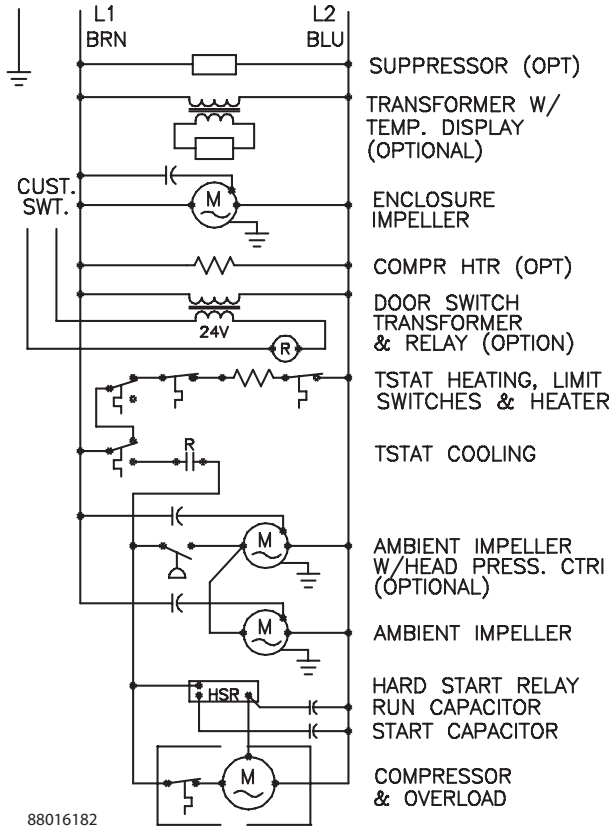 L1
BRN
L2
BLU
SUPPRESSOR (OPT)
TRANSFORMER W/
TEMP. DISPLAY
(OPTIONAL)
CUST.
SWT.
M
ENCLOSURE
IMPELLER
COMPR HTR (OPT)
24V
R
DOOR SWITCH
TRANSFORMER
& RELAY (OPTION)
TSTAT HEATING, LIMIT
SWITCHES & HEATER
R
TSTAT COOLING
M
AMBIENT IMPELLER
W/HEAD PRESS. CTRl
(OPTIONAL)
M
AMBIENT IMPELLER
HSR
HARD START RELAY
RUN CAPACITOR
START CAPACITOR
M
COMPRESSOR
& OVERLOAD
88016182